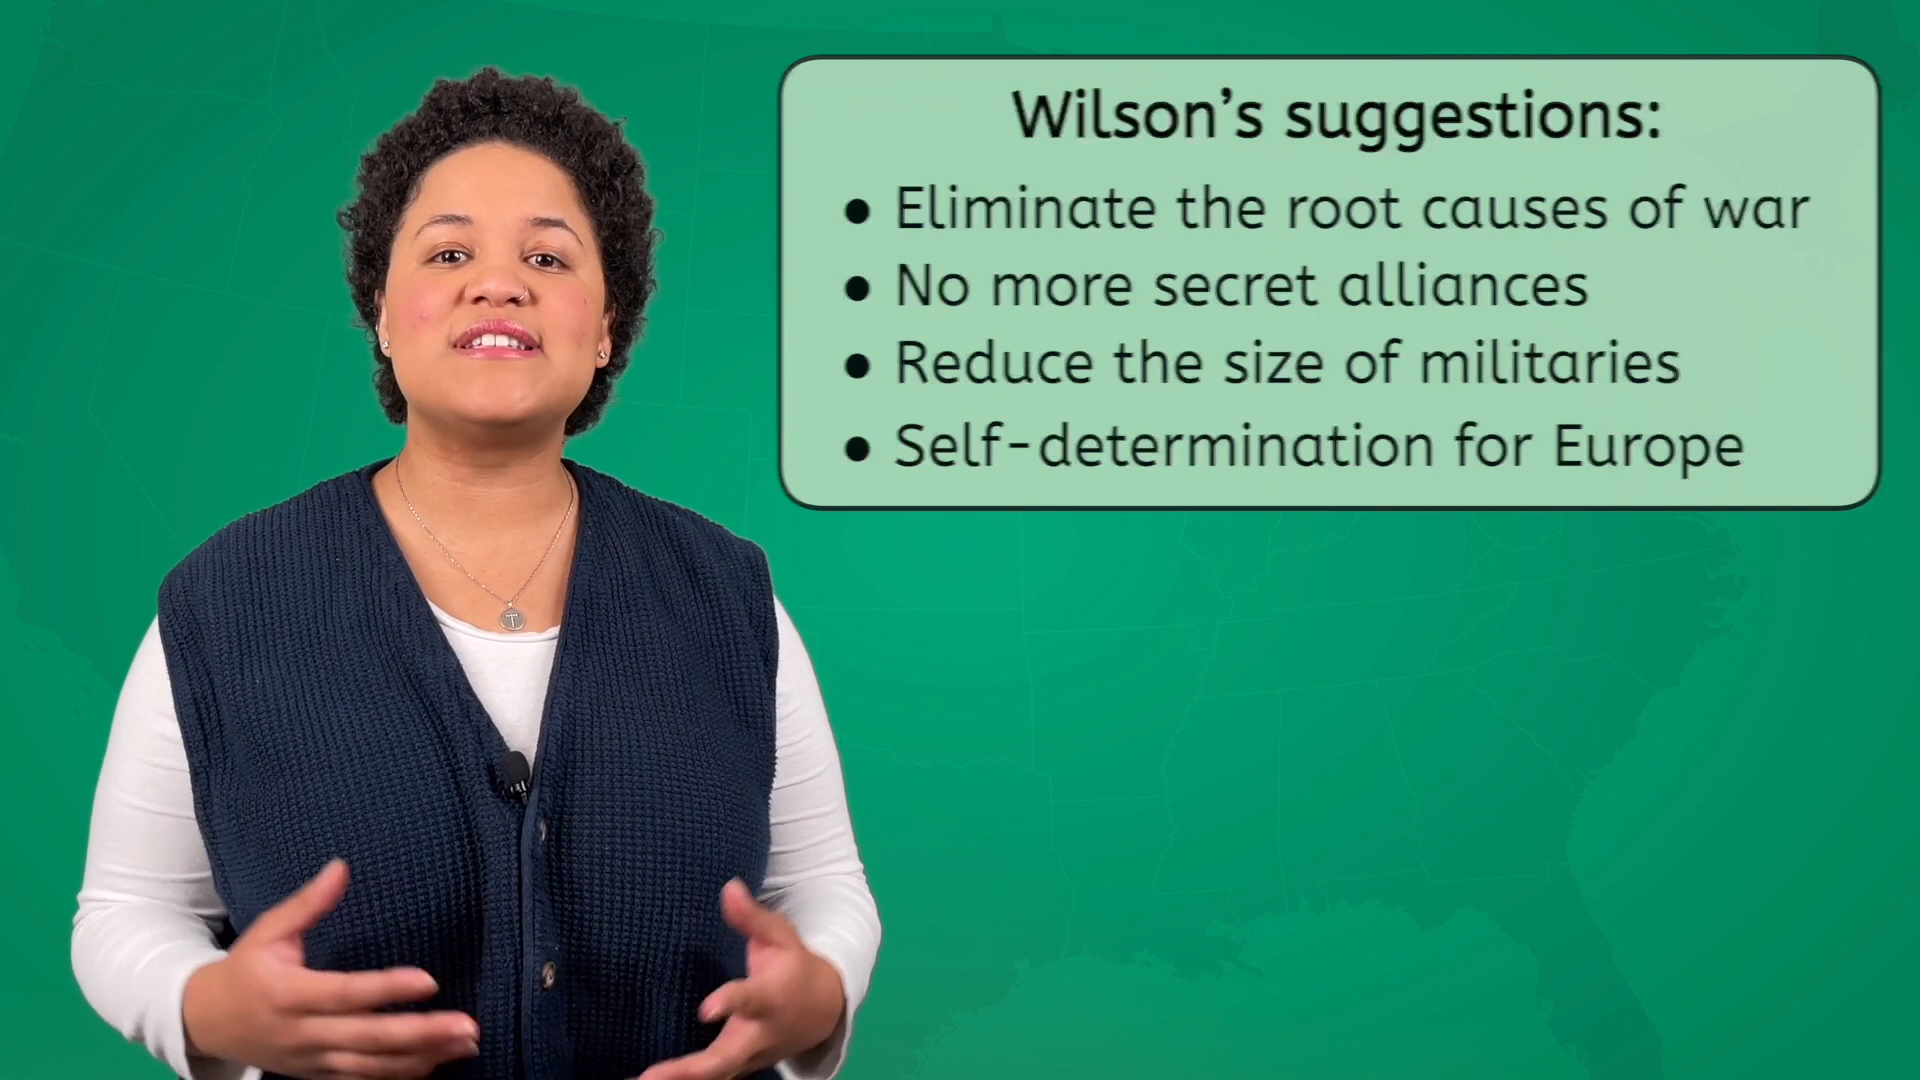 Wilson's suggestions:
• Eliminate the root causes of war
• No more secret alliances
• Reduce the size of militaries
• Self-determination for Europe
T